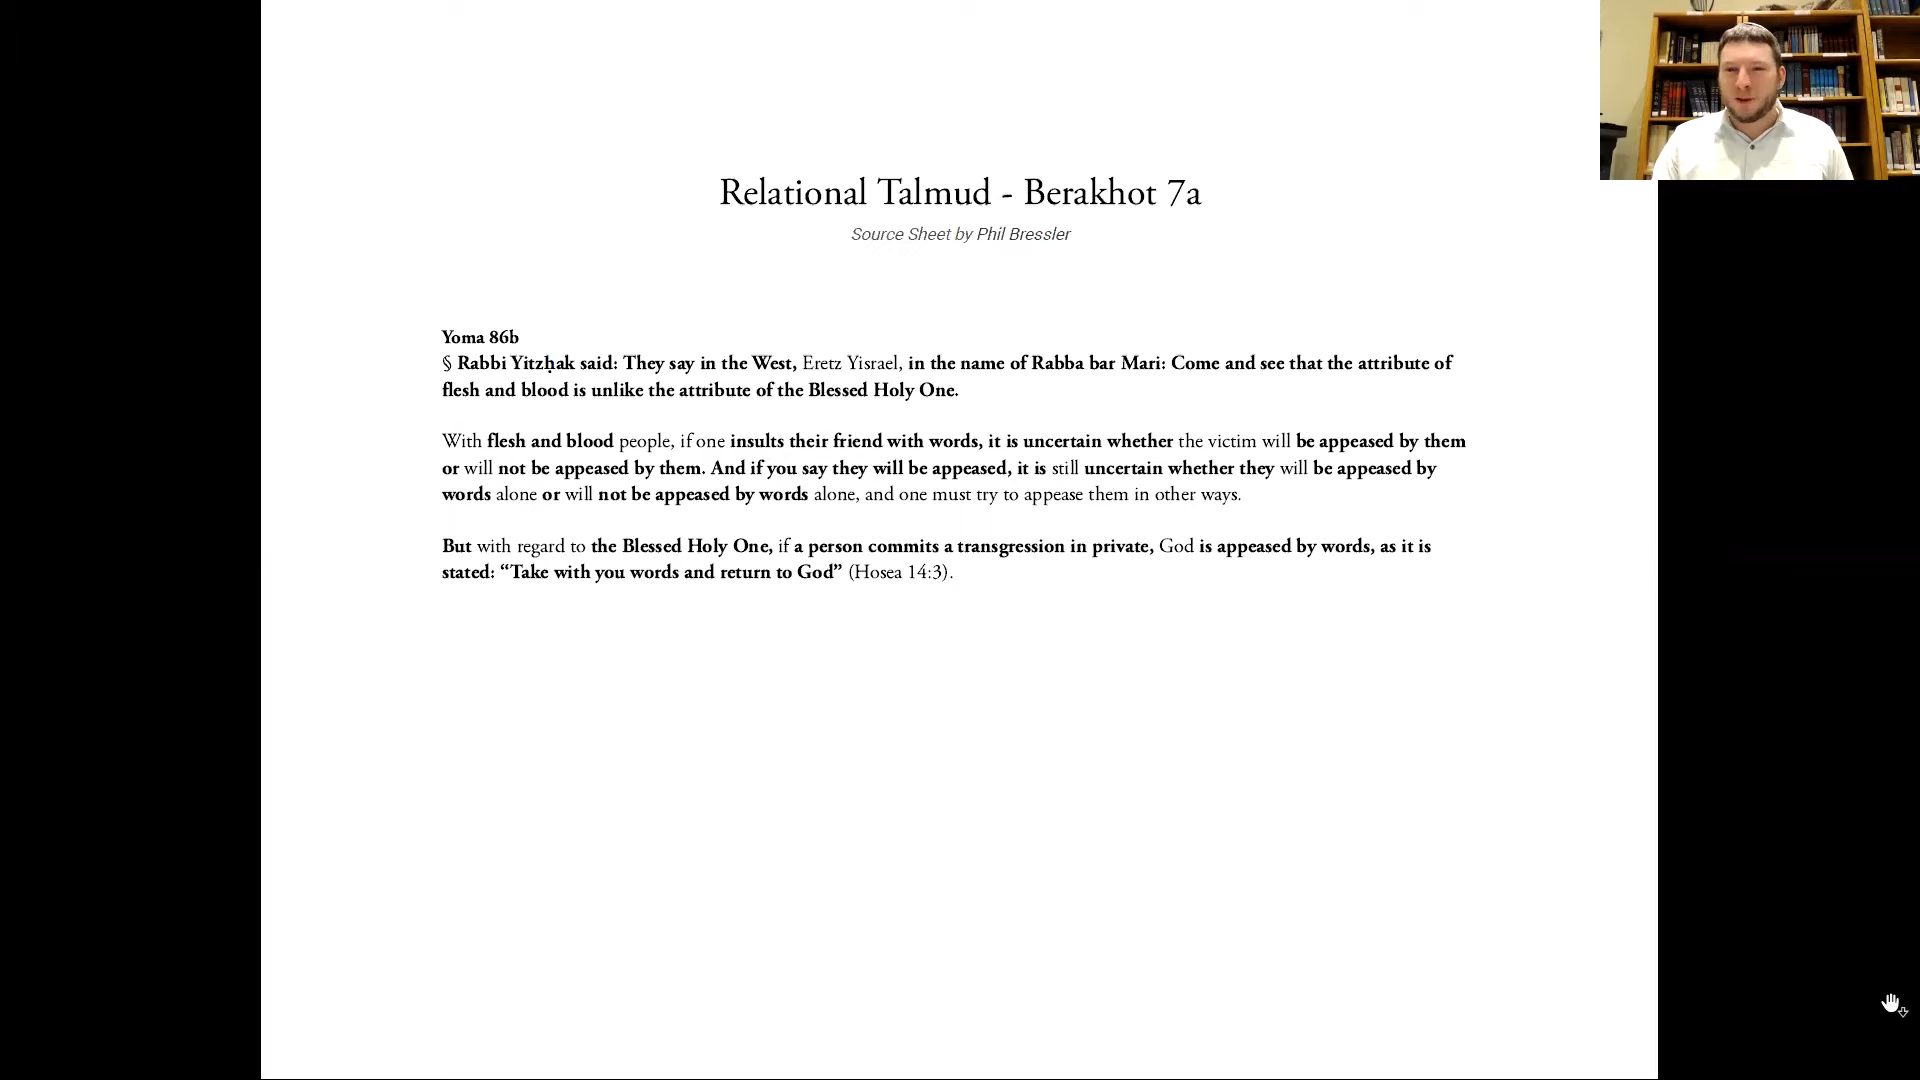 Relational Talmud - Berakhot 7a
Source Sheet by Phil Bressler
Yoma 86b
§ Rabbi Yitzḥak said: They say in the West, Eretz Yisrael, in the name of Rabba bar Mari: Come and see that the attribute of
flesh and blood is unlike the attribute of the Blessed Holy One.
With flesh and blood people, if one insults their friend with words, it is uncertain whether the victim will be appeased by them
or will not be appeased by them. And if you say they will be appeased, it is still uncertain whether they will be appeased by
words alone or will not be appeased by words alone, and one must try to appease them in other ways.
But with regard to the Blessed Holy One, if a person commits a transgression in private, God is appeased by words, as it is
stated: “Take with you words and return to God” (Hosea 14:3).